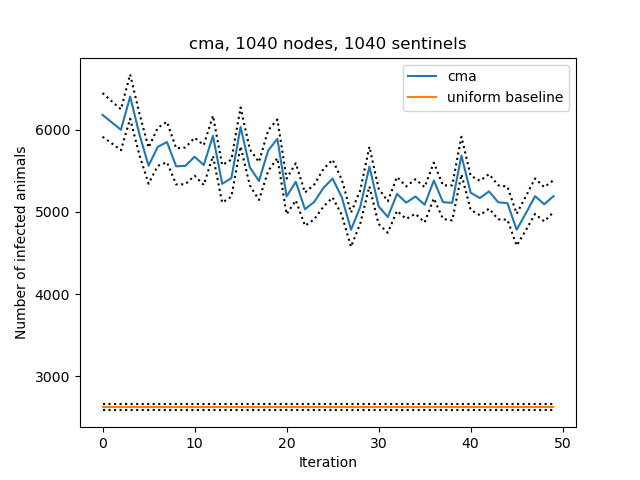 cma, 1040 nodes, 1040 sentinels
cma
uniform baseline
Number of infected animals
6000
5000
4000
3000
0
10
20
30
40
50
Iteration